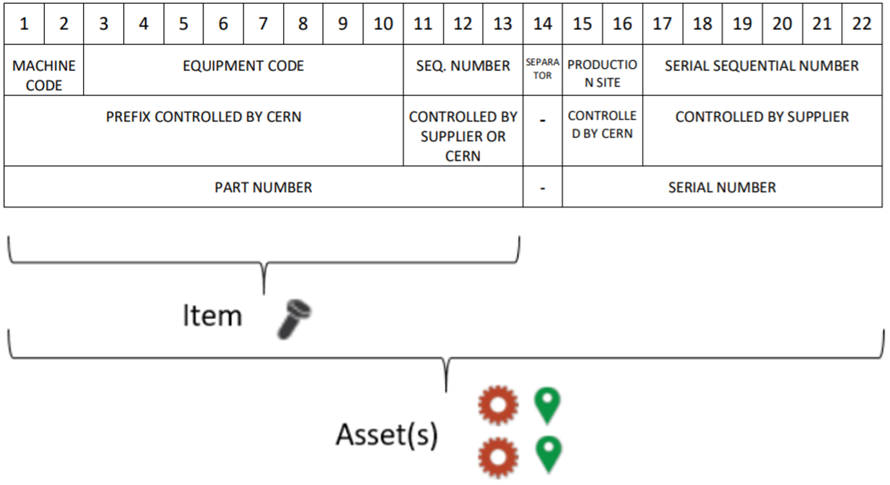 1 2 3 4 5 6 7 8 9 10 11 12 13 14 15 16 17 18 19 20 21 22
MACHINE CODE EQUIPMENT CODE SEQ. NUMBER SEPARA TOR PRODUCTIO N SITE SERIAL SEQUENTIAL NUMBER
PREFIX CONTROLLED BY CERN CONTROLLED BY SUPPLIER OR CERN - CONTROLLE D BY CERN CONTROLLED BY SUPPLIER
PART NUMBER - SERIAL NUMBER
Item
Asset(s)